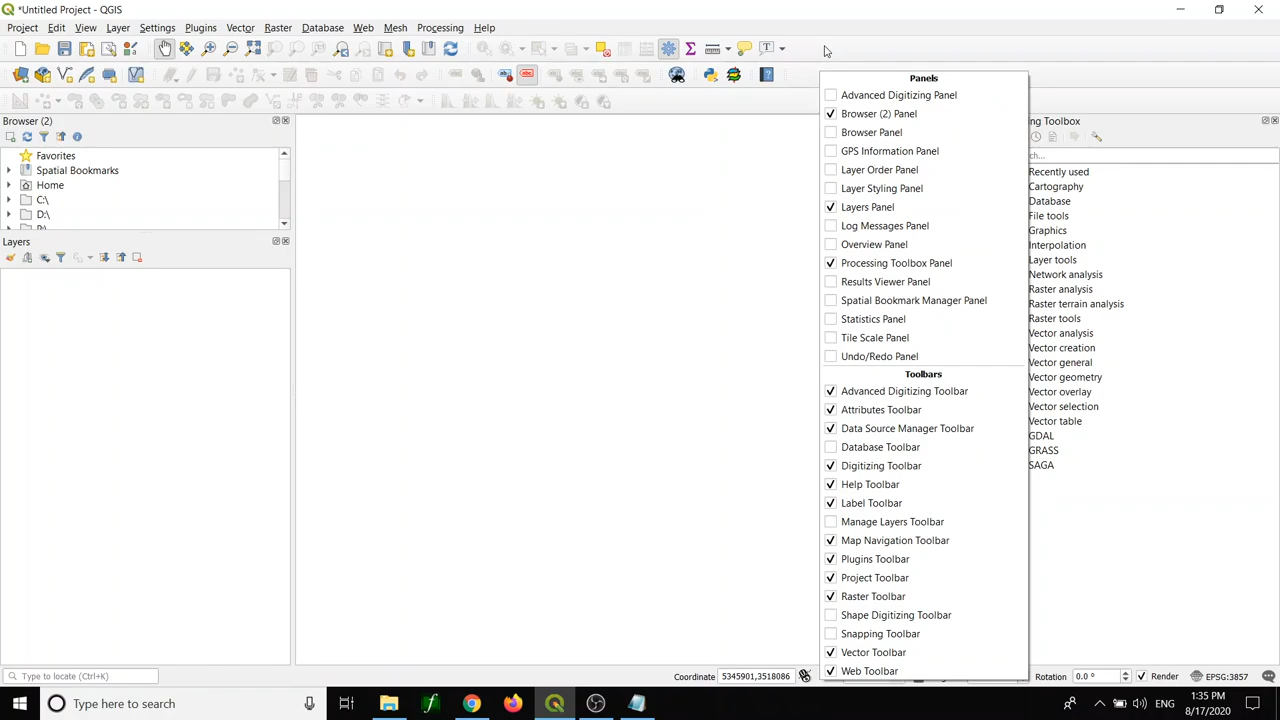 *Untitled Project - QGIS
Project Edit View Layer Settings Plugins Vector Raster Database Web Mesh Processing Help
Browser (2)
Favorites
Spatial Bookmarks
Home
C:\
D:\
Layers
Panels
Advanced Digitizing Panel
Browser (2) Panel
Browser Panel
GPS Information Panel
Layer Order Panel
Layer Styling Panel
Layers Panel
Log Messages Panel
Overview Panel
Processing Toolbox Panel
Results Viewer Panel
Spatial Bookmark Manager Panel
Statistics Panel
Tile Scale Panel
Undo/Redo Panel
Toolbars
Advanced Digitizing Toolbar
Attributes Toolbar
Data Source Manager Toolbar
Database Toolbar
Digitizing Toolbar
Help Toolbar
Label Toolbar
Manage Layers Toolbar
Map Navigation Toolbar
Plugins Toolbar
Project Toolbar
Raster Toolbar
Shape Digitizing Toolbar
Snapping Toolbar
Vector Toolbar
Web Toolbar
ng Toolbox
ch...
Recently used
Cartography
Database
File tools
Graphics
Interpolation
Layer tools
Network analysis
Raster analysis
Raster terrain analysis
Raster tools
Vector analysis
Vector creation
Vector general
Vector geometry
Vector overlay
Vector selection
Vector table
GDAL
GRASS
SAGA
Type to locate (Ctrl+K)
Coordinate 5345901,3518086
Rotation 0.0 °
Render
EPSG:3857
Type here to search
ENG
1:35 PM
8/17/2020